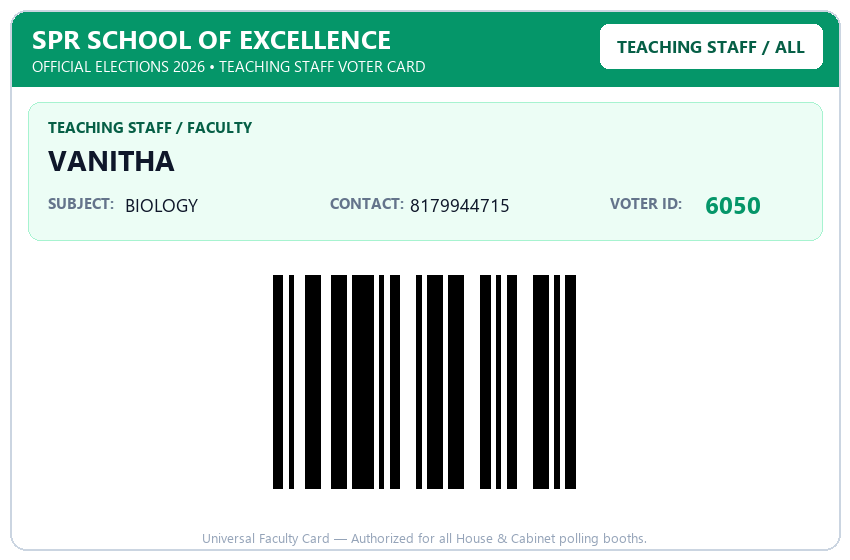 SPR SCHOOL OF EXCELLENCE
OFFICIAL ELECTIONS 2026 • TEACHING STAFF VOTER CARD
TEACHING STAFF / ALL
TEACHING STAFF / FACULTY
VANITHA
SUBJECT: BIOLOGY CONTACT: 8179944715 VOTER ID: 6050
Universal Faculty Card — Authorized for all House & Cabinet polling booths.